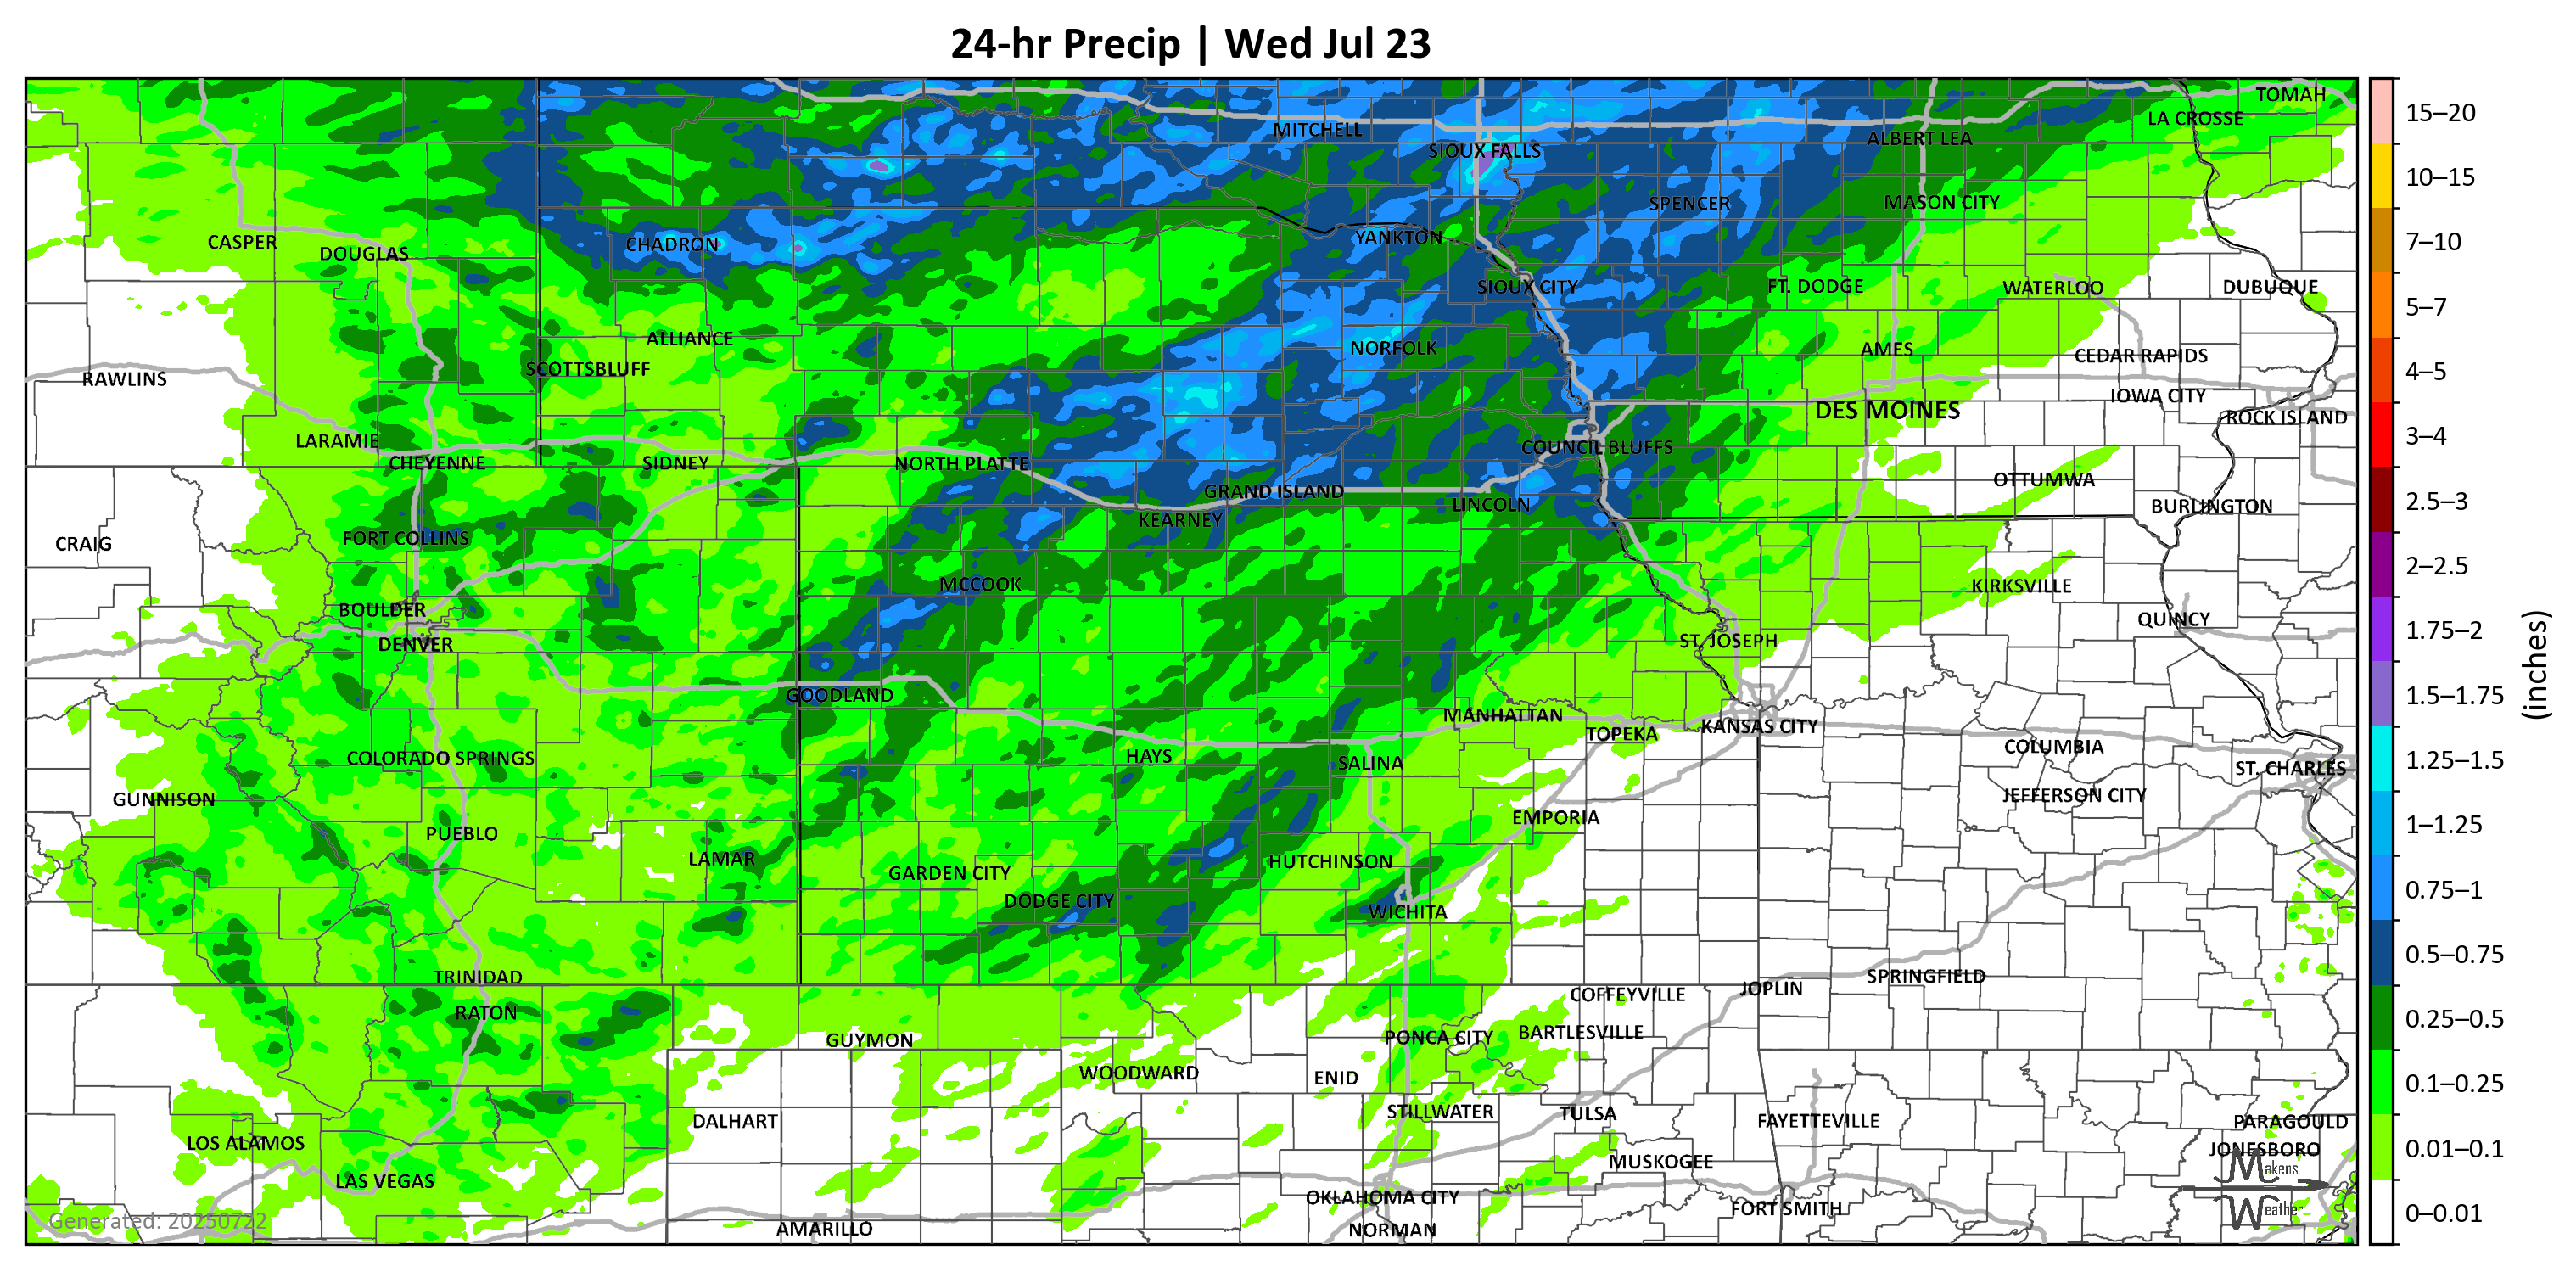 24-hr Precip | Wed Jul 23
TOMAH
LA CROSSE
MITCHELL
ALBERT LEA
SIOUX FALLS
SPENCER
MASON CITY
CASPER
DOUGLAS
CHADRON
YANKTON
SIOUX CITY
FT. DODGE
WATERLOO
DUBUQUE
ALLIANCE
NORFOLK
AMES
CEDAR RAPIDS
SCOTTSBLUFF
RAWLINS
IOWA CITY
DES MOINES
ROCK ISLAND
LARAMIE
COUNCIL BLUFFS
CHEYENNE
SIDNEY
NORTH PLATTE
OTTUMWA
GRAND ISLAND
LINCOLN
BURLINGTON
KEARNEY
CRAIG
FORT COLLINS
MCCOOK
KIRKSVILLE
BOULDER
QUINCY
DENVER
ST. JOSEPH
GOODLAND
MANHATTAN
TOPEKA
KANSAS CITY
COLUMBIA
COLORADO SPRINGS
HAYS
SALINA
ST. CHARLES
GUNNISON
JEFFERSON CITY
PUEBLO
EMPORIA
LAMAR
HUTCHINSON
GARDEN CITY
DODGE CITY
WICHITA
TRINIDAD
SPRINGFIELD
JOPLIN
COFFEYVILLE
RATON
GUYMON
PONCA CITY
BARTLESVILLE
WOODWARD
ENID
DALHART
STILLWATER
TULSA
FAYETTEVILLE
PARAGOULD
LOS ALAMOS
JONESBORO
MUSKOGEE
LAS VEGAS
OKLAHOMA CITY
FORT SMITH
AMARILLO
NORMAN
Generated: 20250722
Makens
Weather
15–20
10–15
7–10
5–7
4–5
3–4
2.5–3
2–2.5
1.75–2
1.5–1.75
1.25–1.5
1–1.25
0.75–1
0.5–0.75
0.25–0.5
0.1–0.25
0.01–0.1
0–0.01
(inches)